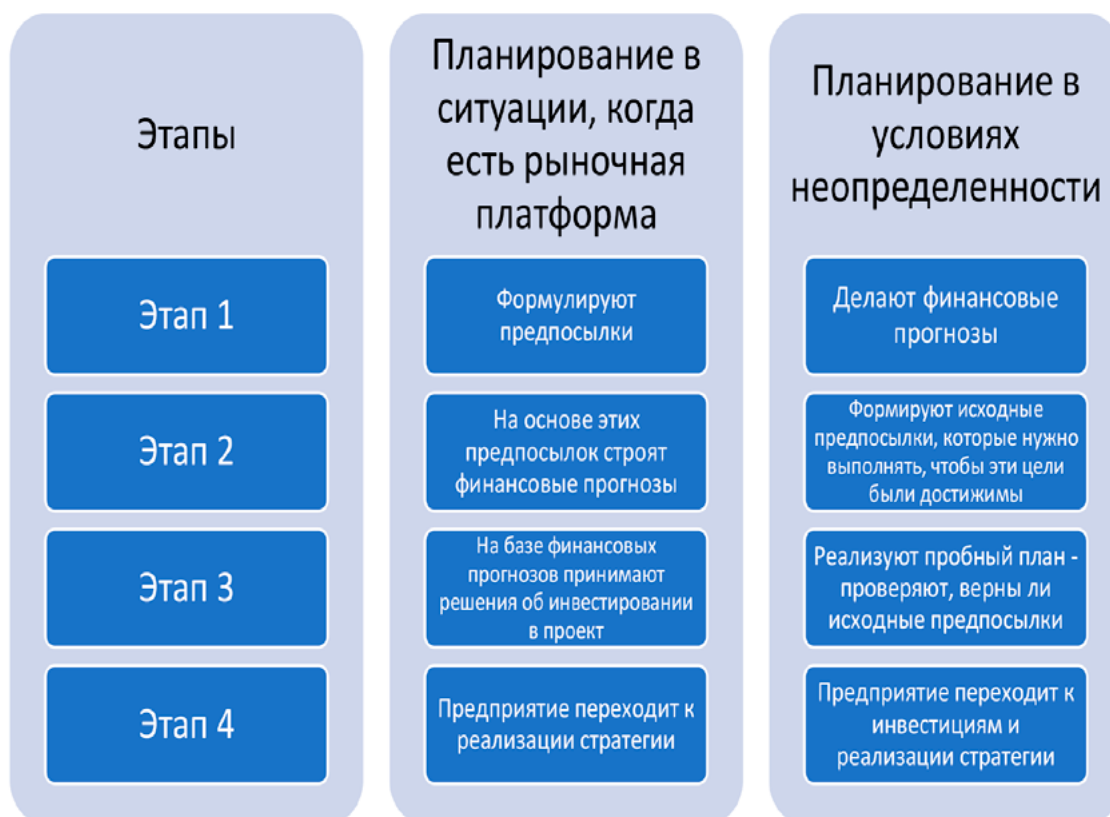 Этапы
Планирование в
ситуации, когда
есть рыночная
платформа
Планирование в
условиях
неопределенности
Этап 1
Формулируют
предпосылки
Делают финансовые
прогнозы
Этап 2
На основе этих
предпосылок строят
финансовые прогнозы
Формируют исходные
предпосылки, которые нужно
выполнять, чтобы эти цели
были достижимы
Этап 3
На базе финансовых
прогнозов принимают
решения об инвестировании
в проект
Реализуют пробный план -
проверяют, верны ли
исходные предпосылки
Этап 4
Предприятие переходит к
реализации стратегии
Предприятие переходит к
инвестициям и
реализации стратегии